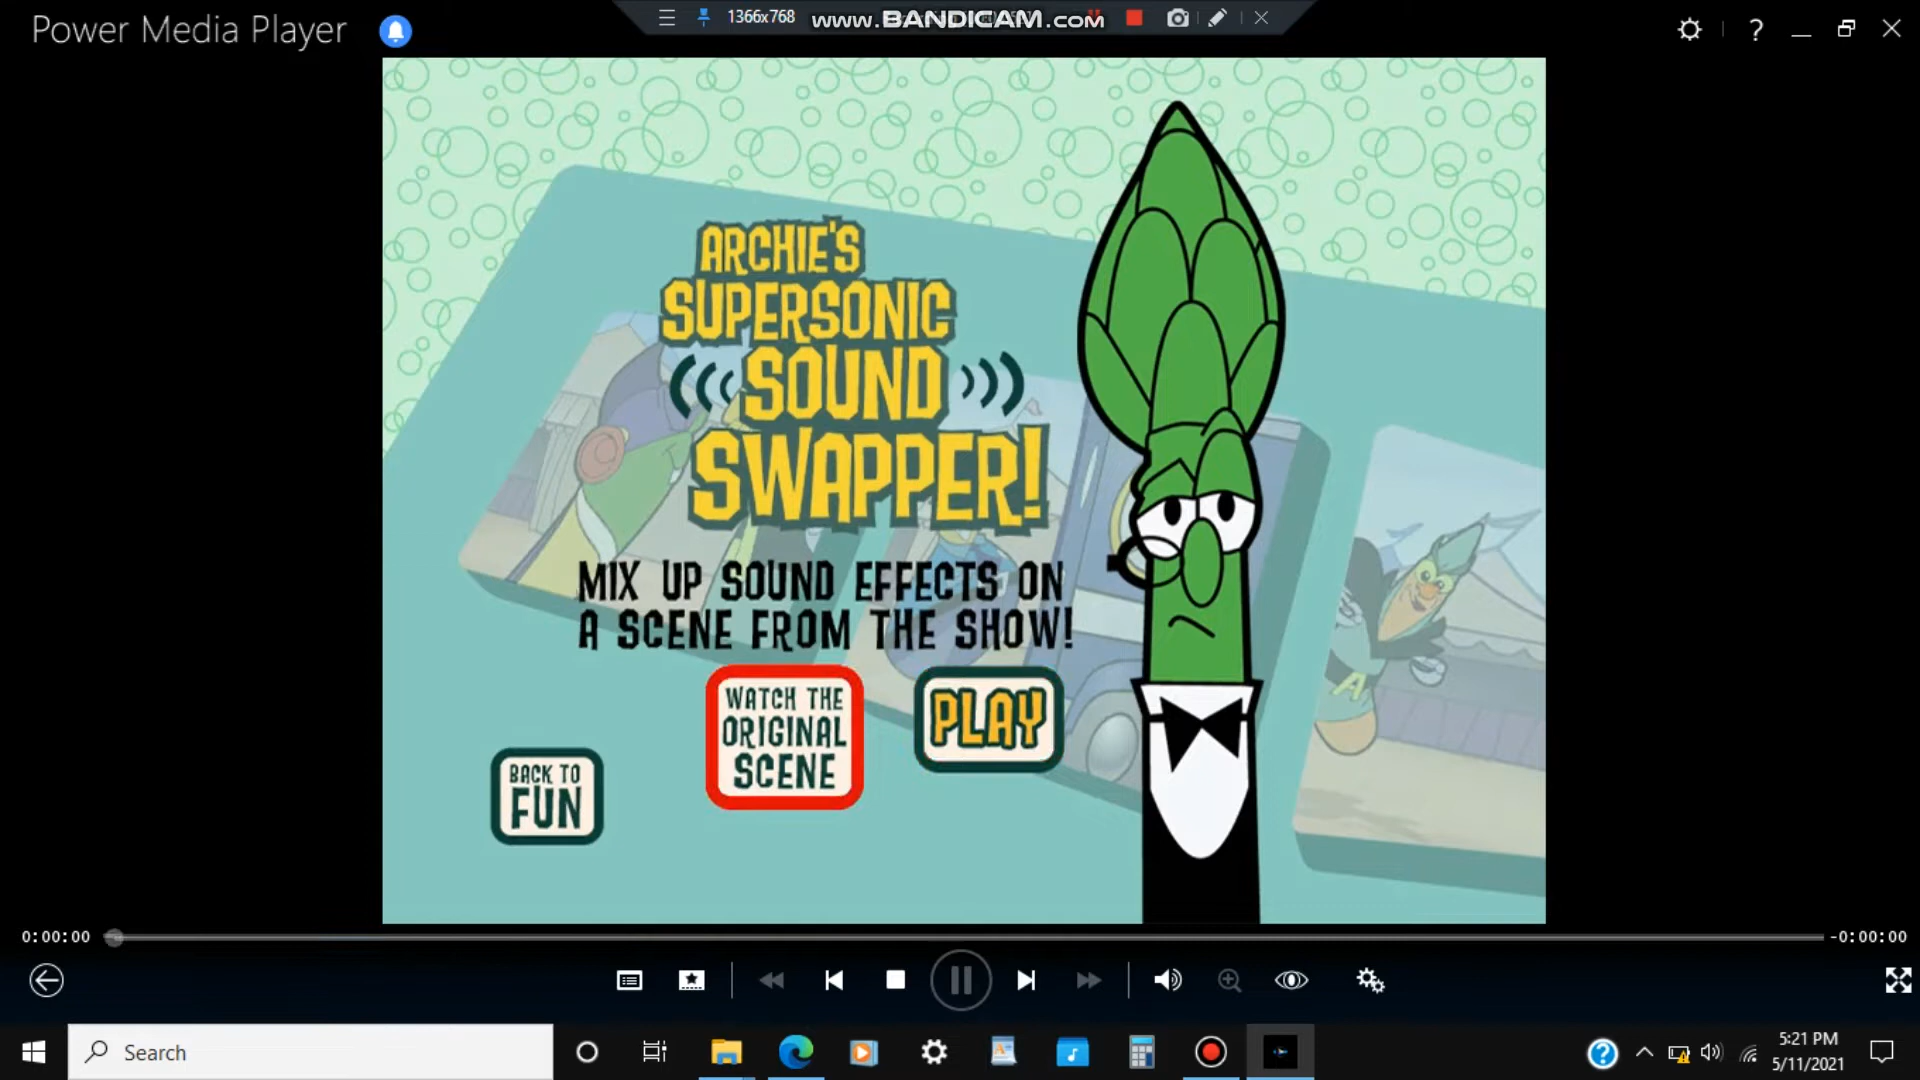 Power Media Player
1366x768
www.BANDICAM.com
?
ARCHIE'S
SUPERSONIC
SOUND
SWAPPER!
MIX UP SOUND EFFECTS ON
A SCENE FROM THE SHOW!
WATCH THE
ORIGINAL
SCENE
PLAY
BACK TO
FUN
0:00:00
-0:00:00
Search
?
5:21 PM
5/11/2021